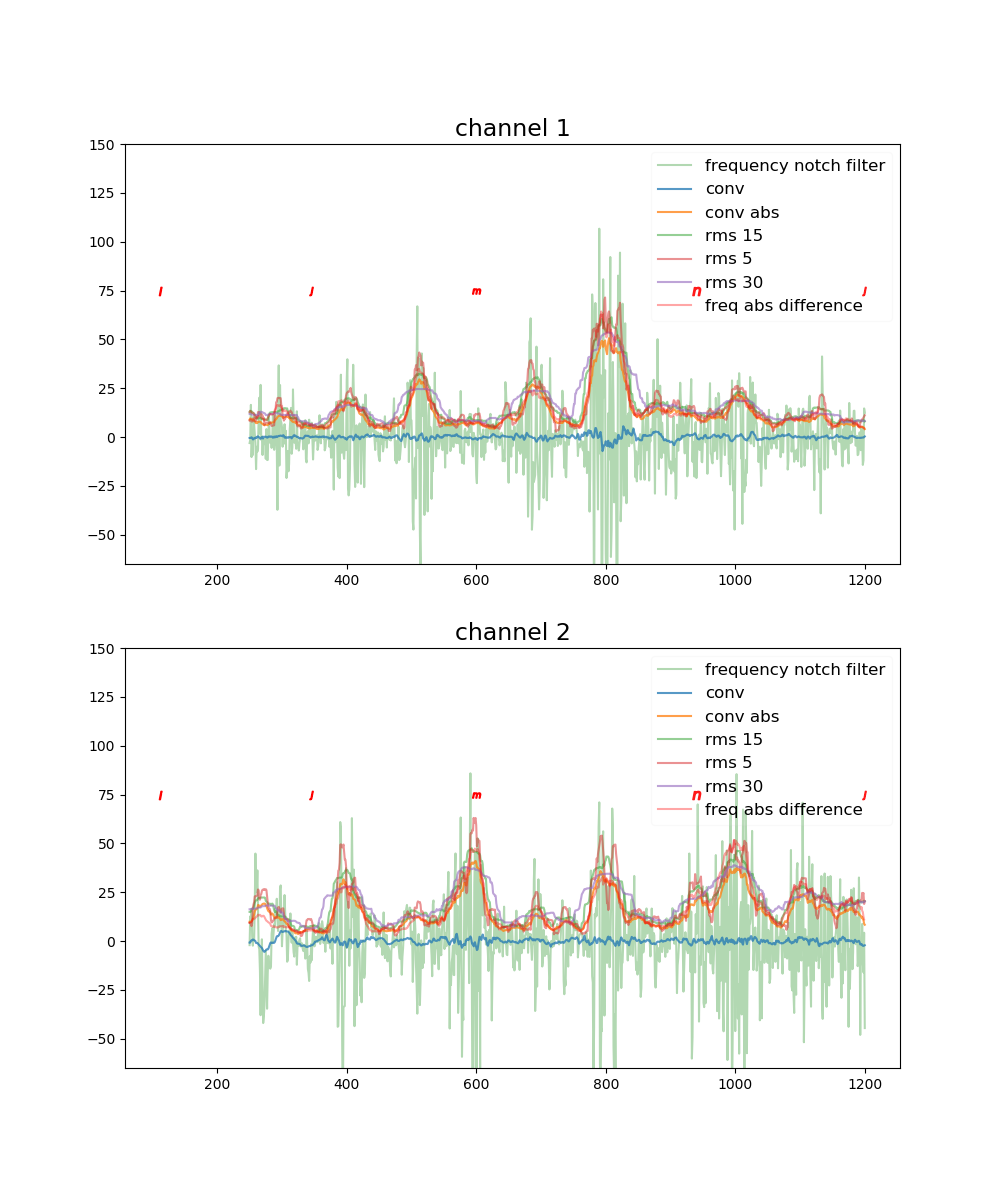 channel 1
150
125
100
75
50
25
0
−25
−50
frequency notch filter
conv
conv abs
rms 15
rms 5
rms 30
freq abs difference
I J m n J
200 400 600 800 1000 1200
channel 2
150
125
100
75
50
25
0
−25
−50
frequency notch filter
conv
conv abs
rms 15
rms 5
rms 30
freq abs difference
I J m n J
200 400 600 800 1000 1200